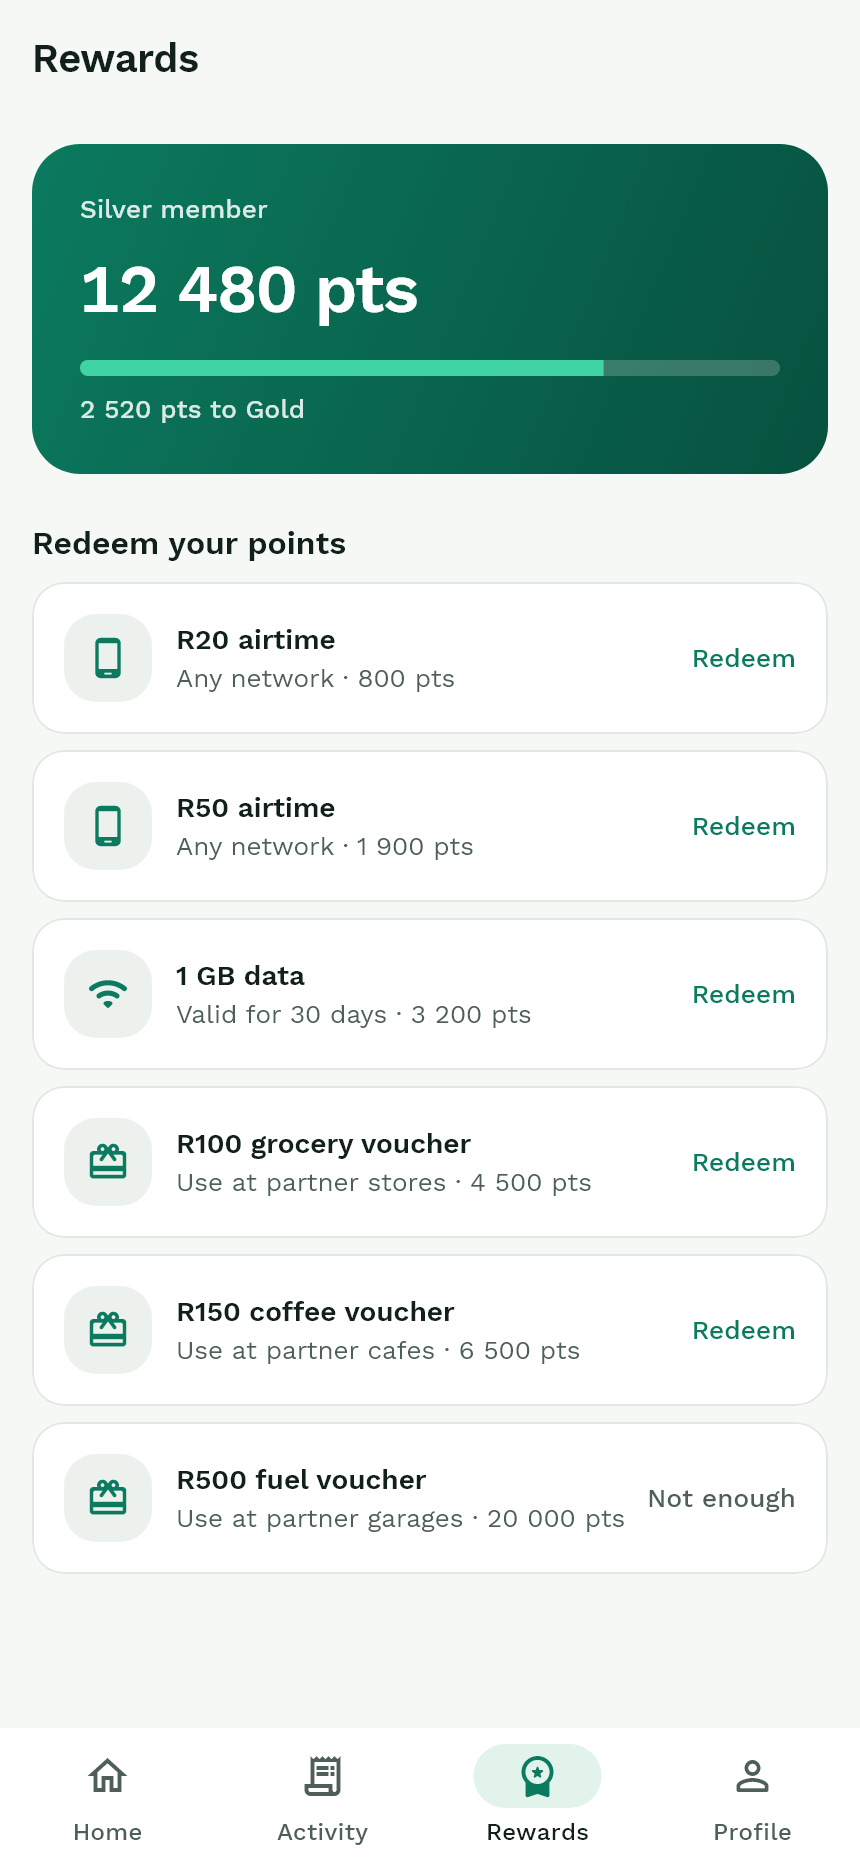 Rewards
Silver member
12 480 pts
2 520 pts to Gold
Redeem your points
R20 airtime
Any network · 800 pts
Redeem
R50 airtime
Any network · 1 900 pts
Redeem
1 GB data
Valid for 30 days · 3 200 pts
Redeem
R100 grocery voucher
Use at partner stores · 4 500 pts
Redeem
R150 coffee voucher
Use at partner cafes · 6 500 pts
Redeem
R500 fuel voucher
Use at partner garages · 20 000 pts
Not enough
Home
Activity
Rewards
Profile